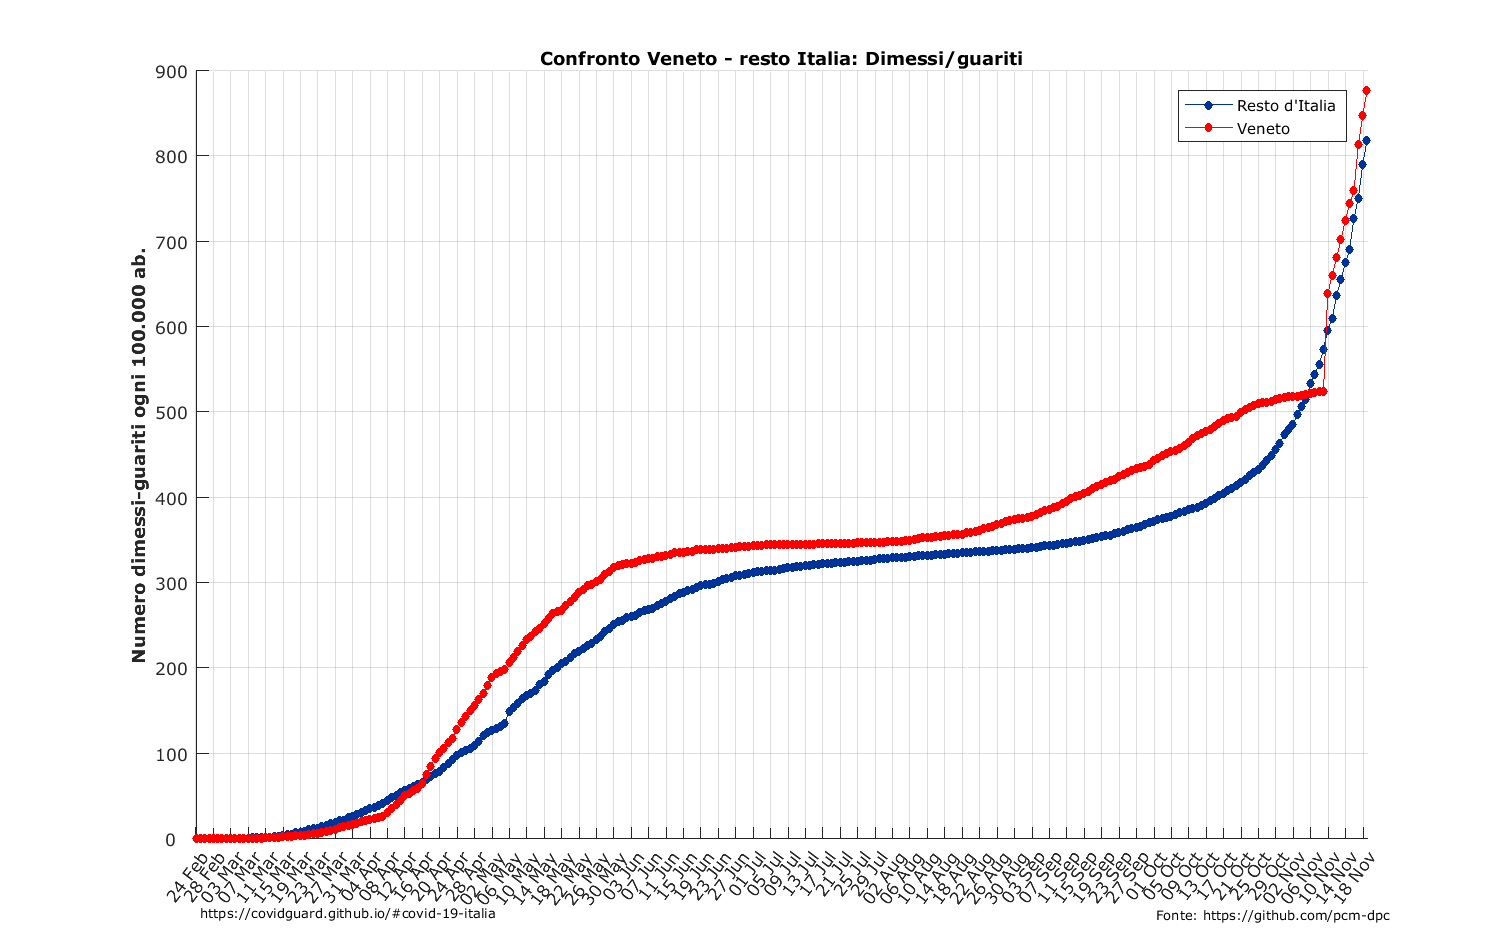 Confronto Veneto - resto Italia: Dimessi/guariti
Numero dimessi-guariti ogni 100.000 ab.
900
800
700
600
500
400
300
200
100
0
Resto d'Italia
Veneto
24 Feb
28 Feb
03 Mar
07 Mar
11 Mar
15 Mar
19 Mar
23 Mar
27 Mar
31 Mar
04 Apr
08 Apr
12 Apr
16 Apr
20 Apr
24 Apr
28 Apr
02 May
06 May
10 May
14 May
18 May
22 May
26 May
30 May
03 Jun
07 Jun
11 Jun
15 Jun
19 Jun
23 Jun
27 Jun
01 Jul
05 Jul
09 Jul
13 Jul
17 Jul
21 Jul
25 Jul
29 Jul
02 Aug
06 Aug
10 Aug
14 Aug
18 Aug
22 Aug
26 Aug
30 Aug
03 Sep
07 Sep
11 Sep
15 Sep
19 Sep
23 Sep
27 Sep
01 Oct
05 Oct
09 Oct
13 Oct
17 Oct
21 Oct
25 Oct
29 Oct
02 Nov
06 Nov
10 Nov
14 Nov
18 Nov
https://covidguard.github.io/#covid-19-italia
Fonte: https://github.com/pcm-dpc